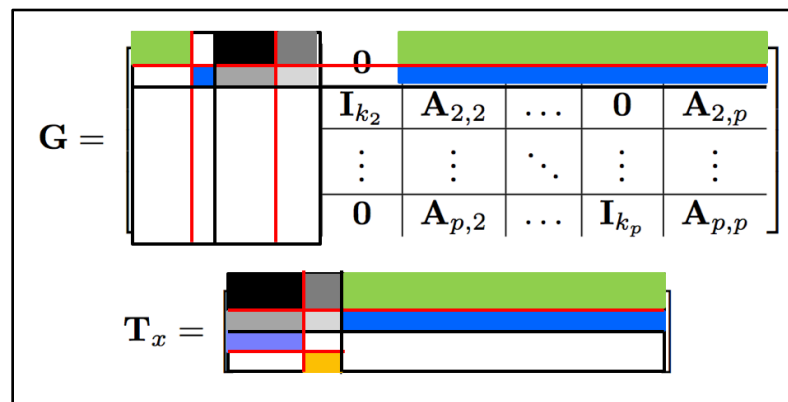 0
G =
I_{k_2} A_{2,2} … 0 A_{2,p}
⋮ ⋮ ⋱ ⋮ ⋮
0 A_{p,2} … I_{k_p} A_{p,p}
T_x =